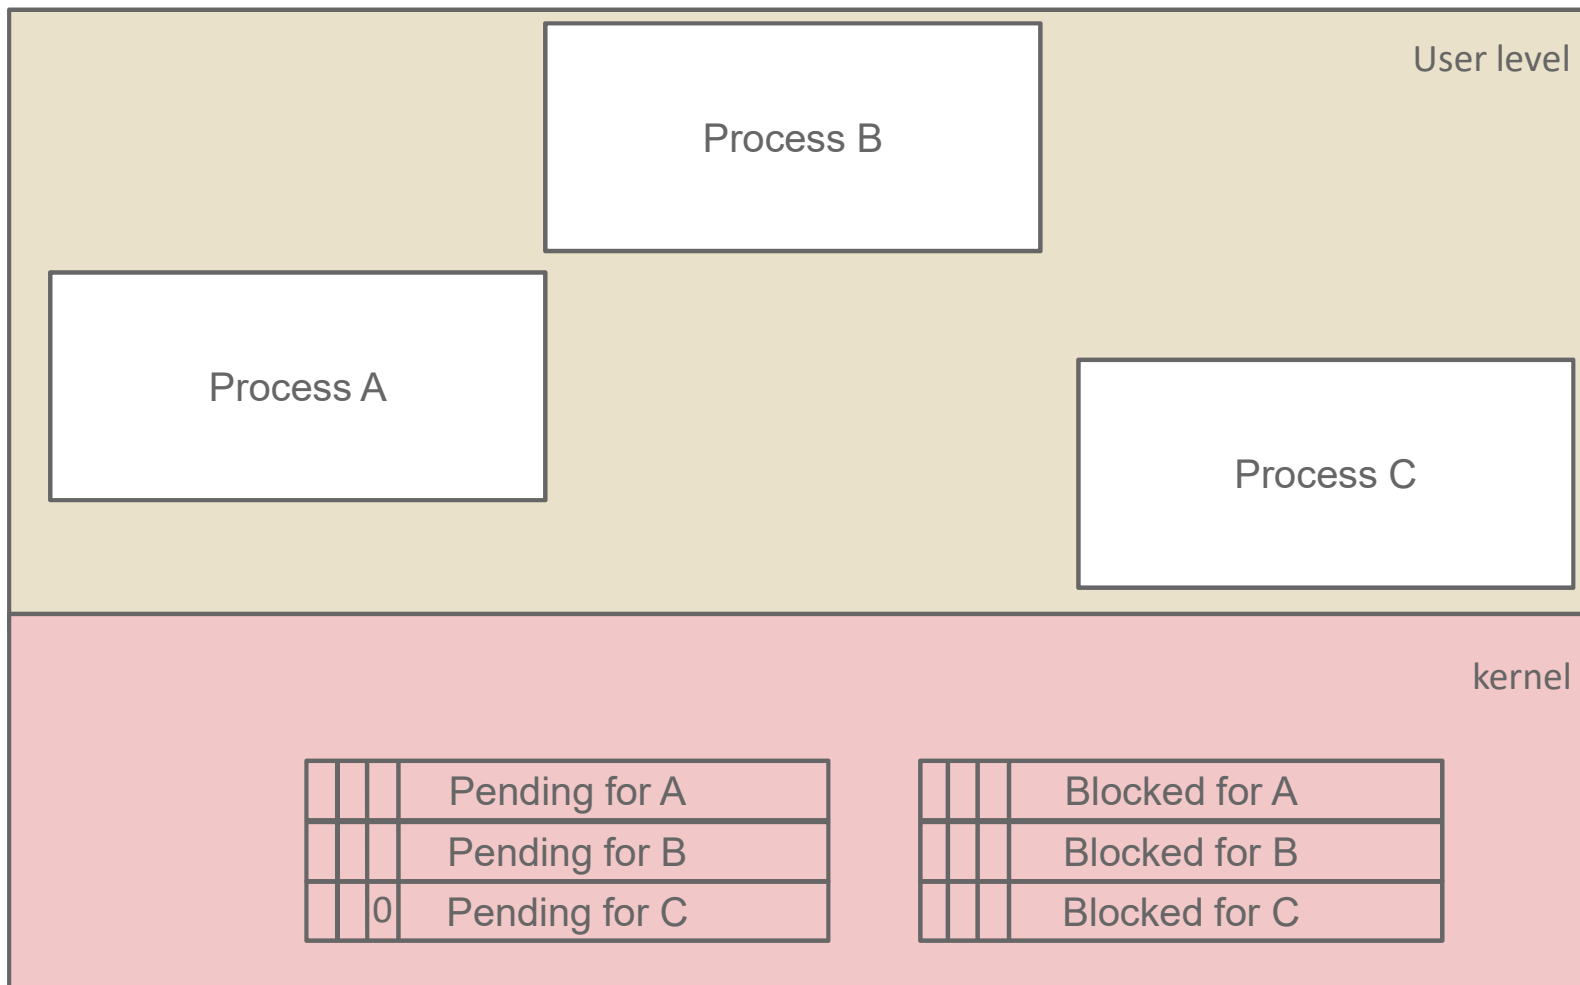 User level
Process B
Process A
Process C
kernel
Pending for A
Blocked for A
Pending for B
Blocked for B
0 Pending for C
Blocked for C